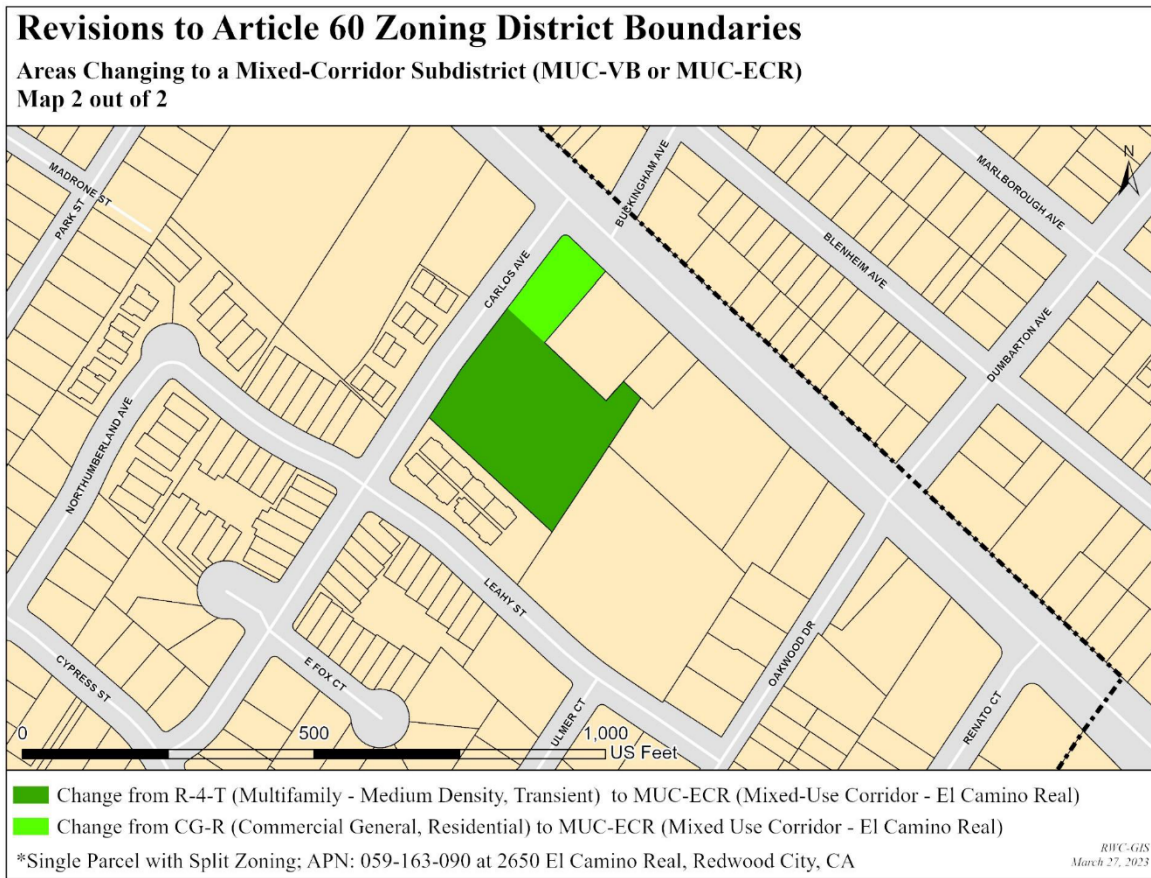 Revisions to Article 60 Zoning District Boundaries
Areas Changing to a Mixed-Corridor Subdistrict (MUC-VB or MUC-ECR)
Map 2 out of 2
MADRONE ST
PARK ST
BUCKINGHAM AVE
MARLBOROUGH AVE
N
BLENHEIM AVE
CARLOS AVE
DUMBARTON AVE
NORTHUMBERLAND AVE
LEAHY ST
OAKWOOD DR
CYPRESS ST
E FOX CT
ULMER CT
RENATO CT
0 500 1,000
US Feet
Change from R-4-T (Multifamily - Medium Density, Transient) to MUC-ECR (Mixed-Use Corridor - El Camino Real)
Change from CG-R (Commercial General, Residential) to MUC-ECR (Mixed Use Corridor - El Camino Real)
*Single Parcel with Split Zoning; APN: 059-163-090 at 2650 El Camino Real, Redwood City, CA
RWC-GIS
March 27, 2023